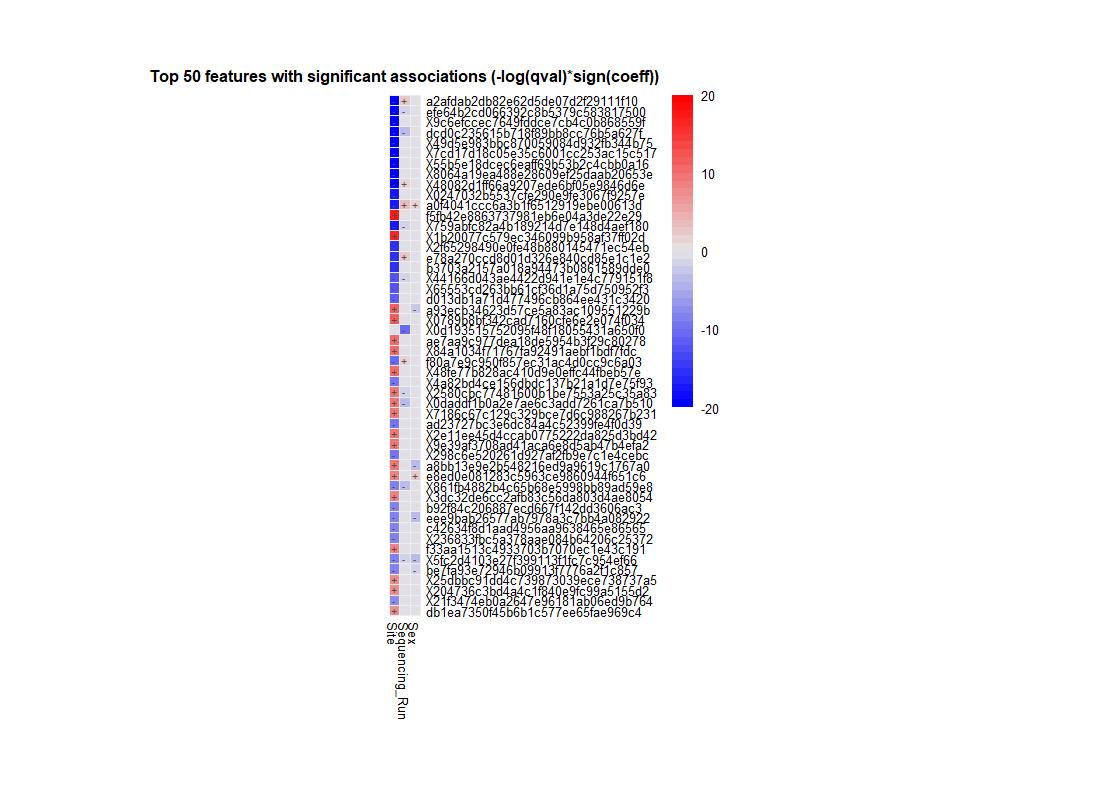 Top 50 features with significant associations (-log(qval)*sign(coeff))
a2afdab2db82e62d5de07d2f29111f10
efe64b2cd066392c8b5379c583817500
X9c6efccec7649fddce7cb4c0b868559f
dcd0c235615b718f89bb8cc76b5a627f
X49d5e983bbc870059084d932fb344b75
X7cd17d18c05e35c6001cc253ac15c517
X55b5e18dcec6eaff69b53b2c4cbb0a16
X8064a19ea488e28609ef25daab20653e
X48082d1ff66a9207ede6bf05e9846d6e
X0247032b5537cfe290e9fe3067f9257e
a0f4041ccc6a3b1f6512919ebe00613d
f5fb42e8863737981eb6e04a3de22e29
X759abfc82a4b189214d7e148d4aef180
X1b20077c579ec346099b958af37ff02d
X2f65298490e0fe48b880145471ec54eb
e78a270ccd8d01d326e840cd85e1c1e2
b3703a2157a018a94473b0861589dde0
X44166d043ae4422d941e1e4c779151f8
X65553cd263bb61cf36d1a75d750952f3
d013db1a71d477496cb864ee431c3420
a93ecb34623d57ce5a83ac109551229b
X0789b8bf342cad7160cfe6e2e074f034
X0d193515752095f48f18055431a650f0
ae7aa9c977dea18de5954b3f29c80278
X84a1034f71767fa92491aebf1bdf7fdc
f80a7e9c950f857ec31ac4d0cc9c6a03
X48fe77b828ac410d9e0effc44fbeb57e
X4a82bd4ce156dbdc137b21a1d7e75f93
X2580cbc77481600b1be7553a25c35a83
X0daddf1b0a2e7ae6c3add7261ca7b510
X7186c67c129c329bce7d6c988267b231
ad23727bc3e6dc84a4c52399fe4f0d39
X2e11ee45d4ccab0775222da825d3bd42
X9e39af3708ad41aca6e8d5ab47b4efa2
X298c6e520261d927af2fb9e7c1e4cebc
a8bb13e9e2b548216ed9a9619c1767a0
e8ed0e081283c5963ce9860944f651c6
X861fb4882b4c65b68e5998bb89ad59e8
X3dc32de6cc2afb83c56da803d4ae8054
b92f84c206887ecd667f142dd3606ac3
eee9bab26577ab7978a3c7bb4a082922
c42634f8d1aad4956aa9638465e86565
X236833fbc5a378aae084b64206c25372
f33aa1513c4933703b7070ec1e43c191
X5fc2d4103e27f399113f1fc7c954ef66
be7fa93e72946b09913f7776a2f1c857
X25dbbc91dd4c739873039ece738737a5
X204736c3bd4a4c1f840e9fc99a5155d2
X21f3474eb0a2647e96181ab06ed9b764
db1ea7350f45b6b1c577ee65fae969c4
20
10
0
-10
-20
Site
Sequencing_Run
Sex